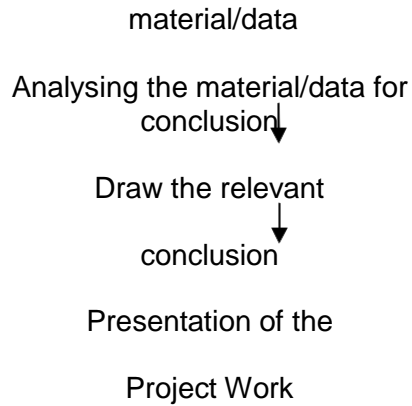 material/data
Analysing the material/data for
conclusion
Draw the relevant
conclusion
Presentation of the
Project Work